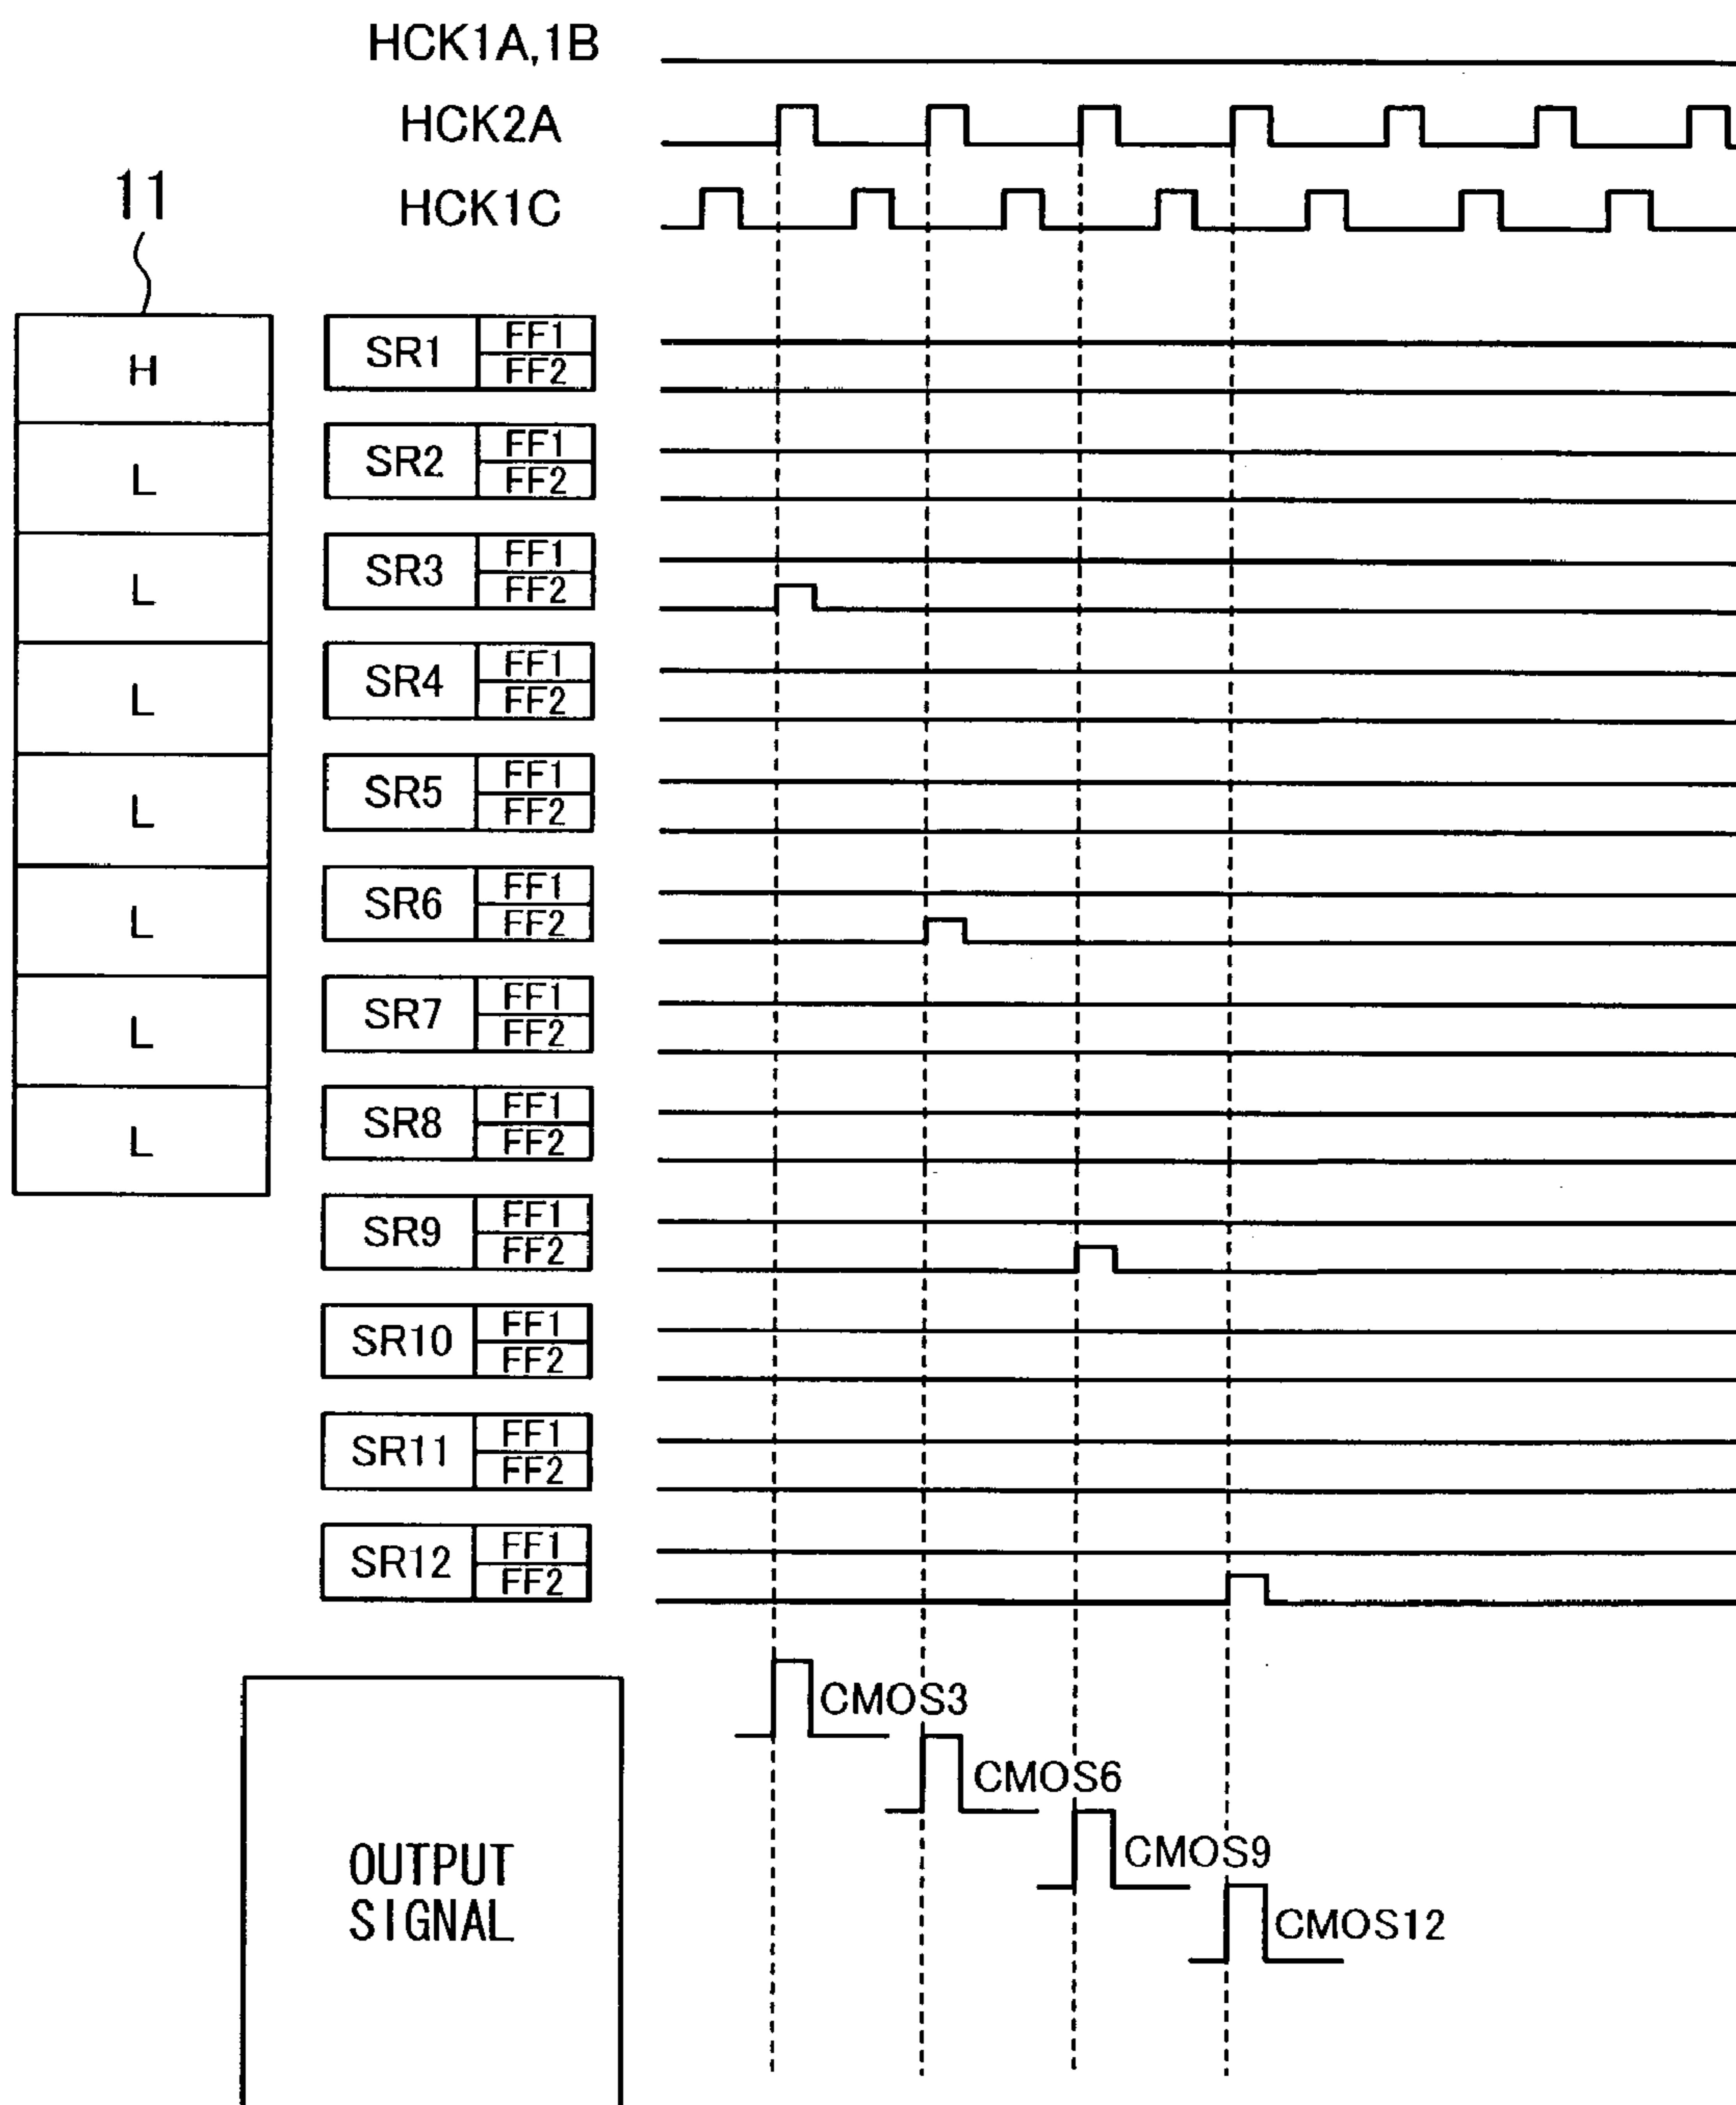 HCK1A,1B
HCK2A
HCK1C
11
H
L
L
L
L
L
L
L
SR1 FF1
FF2
SR2 FF1
FF2
SR3 FF1
FF2
SR4 FF1
FF2
SR5 FF1
FF2
SR6 FF1
FF2
SR7 FF1
FF2
SR8 FF1
FF2
SR9 FF1
FF2
SR10 FF1
FF2
SR11 FF1
FF2
SR12 FF1
FF2
CMOS3
CMOS6
CMOS9
CMOS12
OUTPUT
SIGNAL